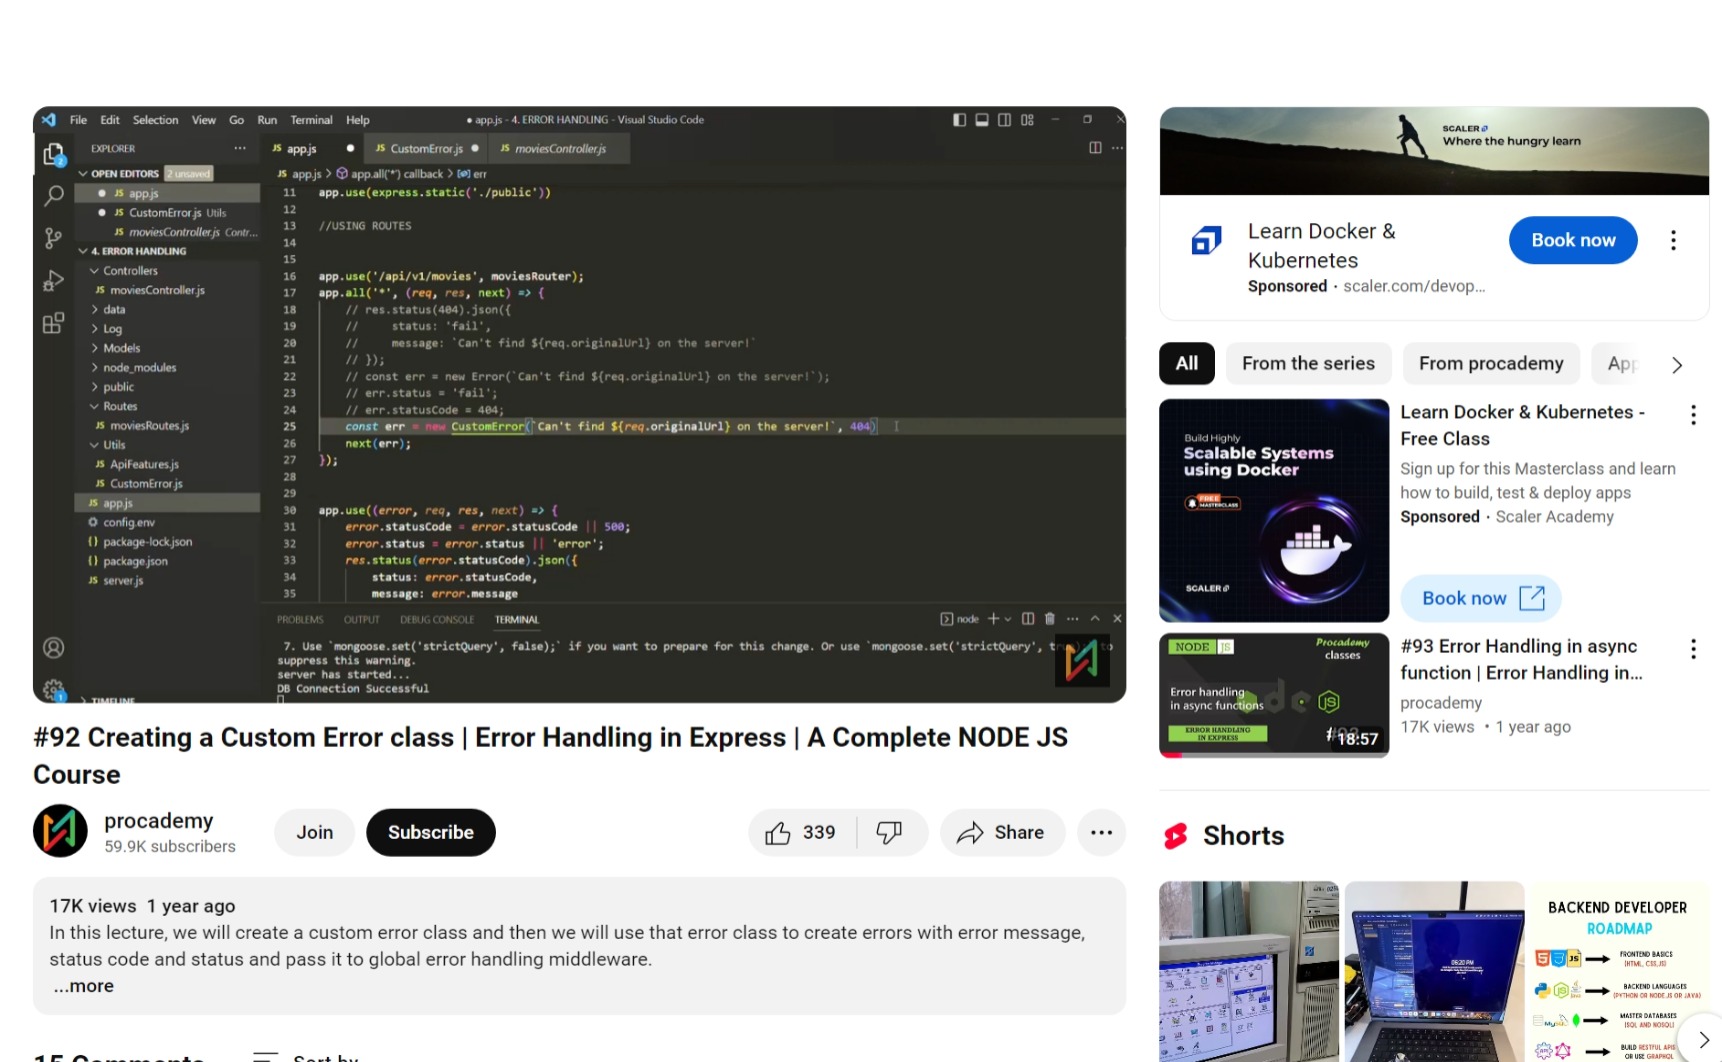 File Edit Selection View Go Run Terminal Help
● app.js - 4. ERROR HANDLING - Visual Studio Code
EXPLORER
OPEN EDITORS 2 unsaved
JS app.js
JS CustomError.js Utils
JS moviesController.js Contr...
4. ERROR HANDLING
Controllers
JS moviesController.js
data
Log
Models
node_modules
public
Routes
JS moviesRoutes.js
Utils
JS ApiFeatures.js
JS CustomError.js
JS app.js
config.env
{} package-lock.json
{} package.json
JS server.js
TIMELINE
JS app.js ● JS CustomError.js ● JS moviesController.js
JS app.js > app.all('*') callback > err
11 app.use(express.static('./public'))
12
13 //USING ROUTES
14
15
16 app.use('/api/v1/movies', moviesRouter);
17 app.all('*', (req, res, next) => {
18 // res.status(404).json({
19 // status: 'fail',
20 // message: `Can't find ${req.originalUrl} on the server!`
21 // });
22 // const err = new Error(`Can't find ${req.originalUrl} on the server!`);
23 // err.status = 'fail';
24 // err.statusCode = 404;
25 const err = new CustomError(`Can't find ${req.originalUrl} on the server!`, 404)
26 next(err);
27 });
28
29
30 app.use((error, req, res, next) => {
31 error.statusCode = error.statusCode || 500;
32 error.status = error.status || 'error';
33 res.status(error.statusCode).json({
34 status: error.statusCode,
35 message: error.message
PROBLEMS OUTPUT DEBUG CONSOLE TERMINAL
node
7. Use `mongoose.set('strictQuery', false);` if you want to prepare for this change. Or use `mongoose.set('strictQuery', to
suppress this warning.
server has started...
DB Connection Successful
#92 Creating a Custom Error class | Error Handling in Express | A Complete NODE JS
Course
procademy
59.9K subscribers
Join
Subscribe
339
Share
17K views 1 year ago
In this lecture, we will create a custom error class and then we will use that error class to create errors with error message,
status code and status and pass it to global error handling middleware.
...more
15 Comments
Sort by
SCALER
Where the hungry learn
Learn Docker &
Kubernetes
Sponsored · scaler.com/devop...
Book now
All
From the series
From procademy
App
Build Highly
Scalable Systems
using Docker
FREE
MASTERCLASS
SCALER
Learn Docker & Kubernetes -
Free Class
Sign up for this Masterclass and learn
how to build, test & deploy apps
Sponsored · Scaler Academy
Book now
NODE JS
Procademy
classes
Error handling
in async functions
ERROR HANDLING
IN EXPRESS
18:57
#93 Error Handling in async
function | Error Handling in...
procademy
17K views • 1 year ago
Shorts
08:20 PM
BACKEND DEVELOPER
ROADMAP
FRONTEND BASICS
(HTML, CSS, JS)
BACKEND LANGUAGES
(PYTHON OR NODE.JS OR JAVA)
MySQL
MASTER DATABASES
(SQL AND NOSQL)
BUILD RESTFUL APIS
OR USE GRAPHQL